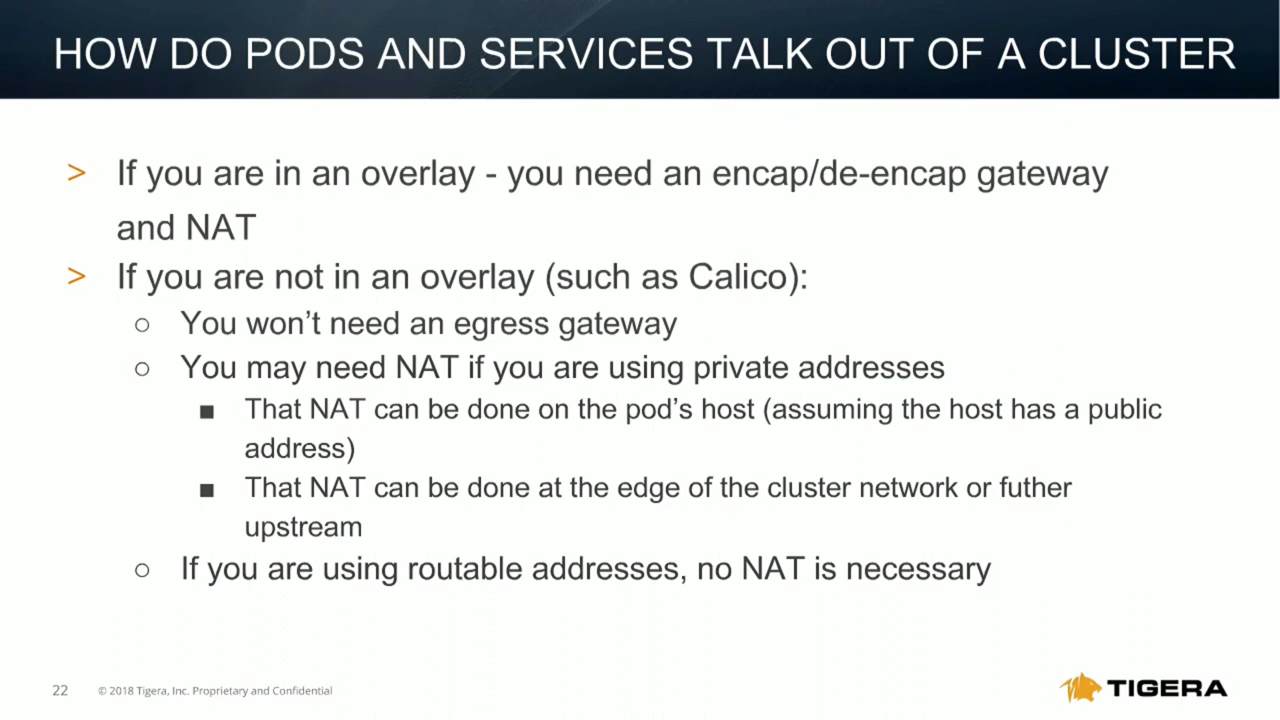 HOW DO PODS AND SERVICES TALK OUT OF A CLUSTER
> If you are in an overlay - you need an encap/de-encap gateway
and NAT
> If you are not in an overlay (such as Calico):
○ You won’t need an egress gateway
○ You may need NAT if you are using private addresses
■ That NAT can be done on the pod’s host (assuming the host has a public
address)
■ That NAT can be done at the edge of the cluster network or futher
upstream
○ If you are using routable addresses, no NAT is necessary
22 © 2018 Tigera, Inc. Proprietary and Confidential
TIGERA